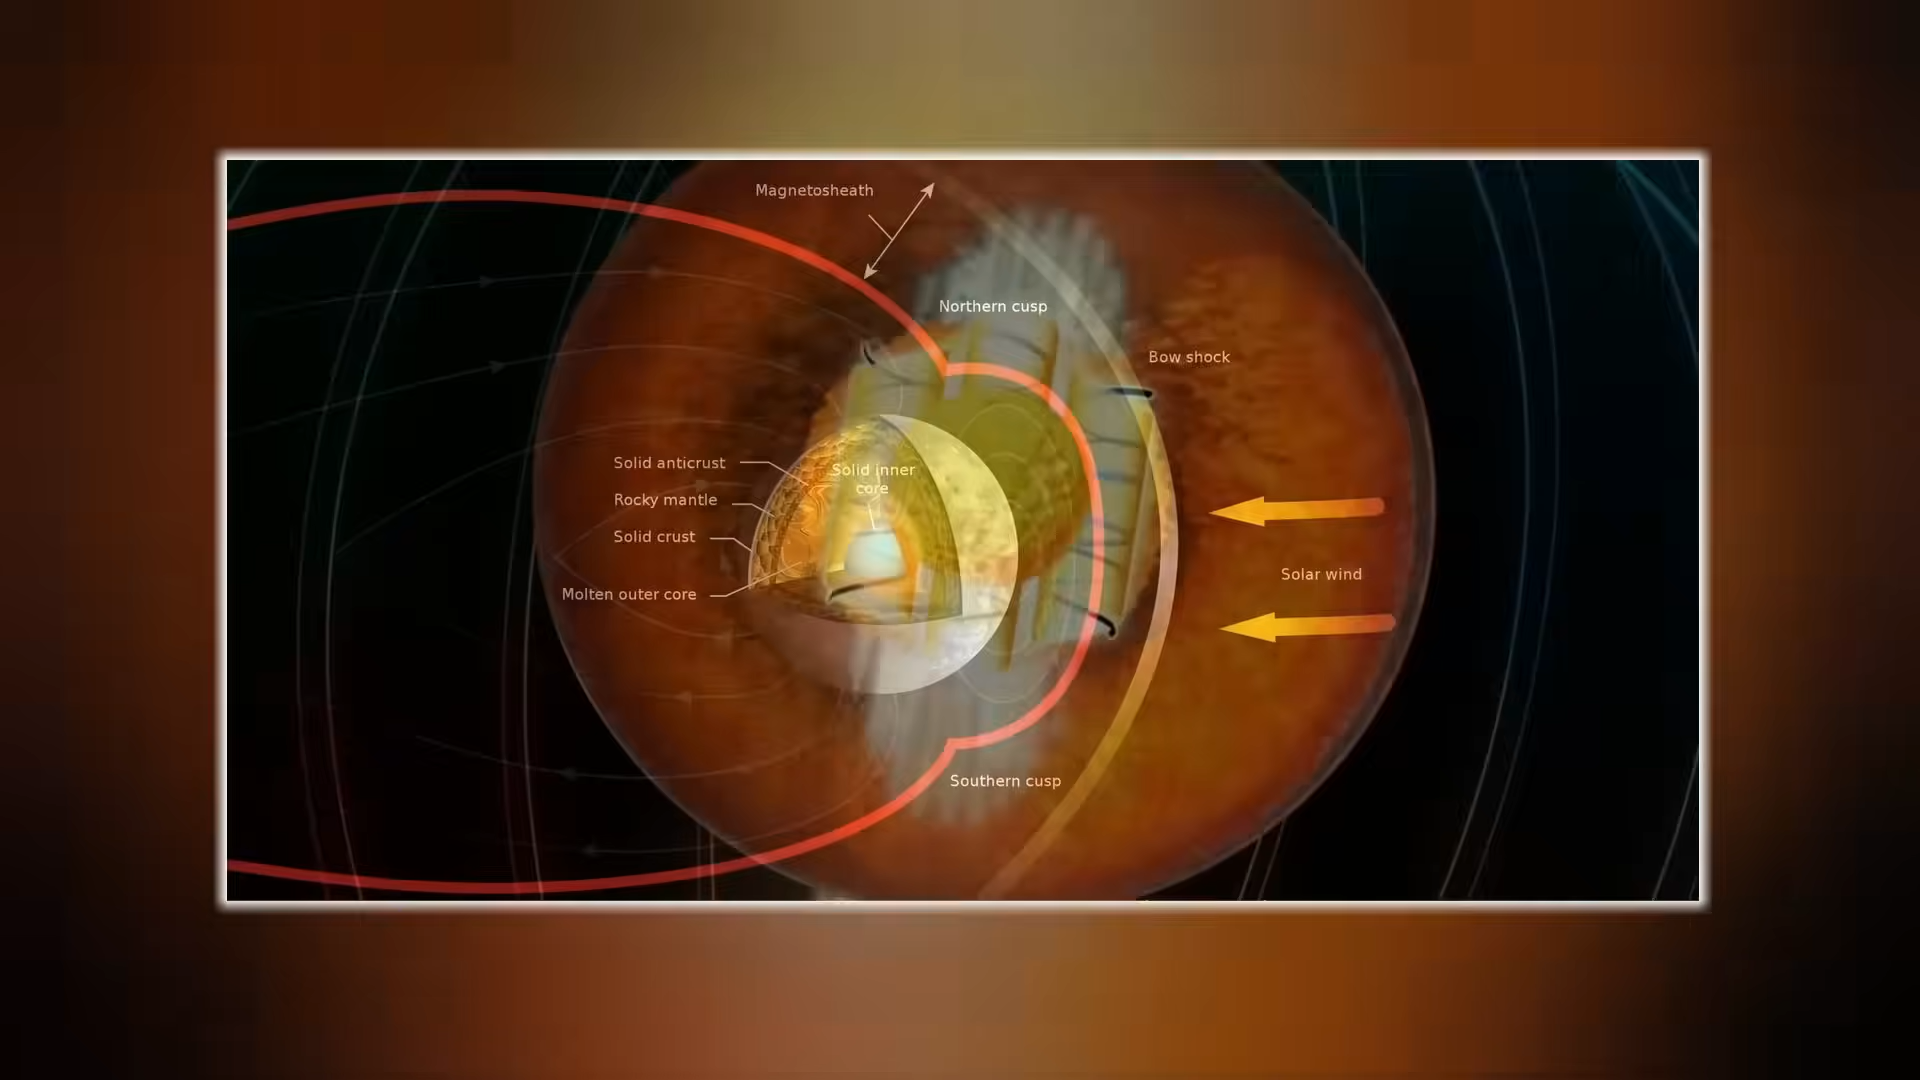 Magnetosheath
Northern cusp
Bow shock
Solid anticrust
Solid inner
core
Rocky mantle
Solid crust
Solar wind
Molten outer core
Southern cusp